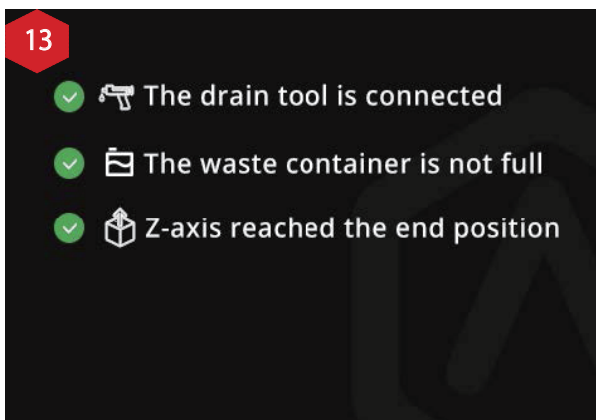 13
The drain tool is connected
The waste container is not full
Z-axis reached the end position